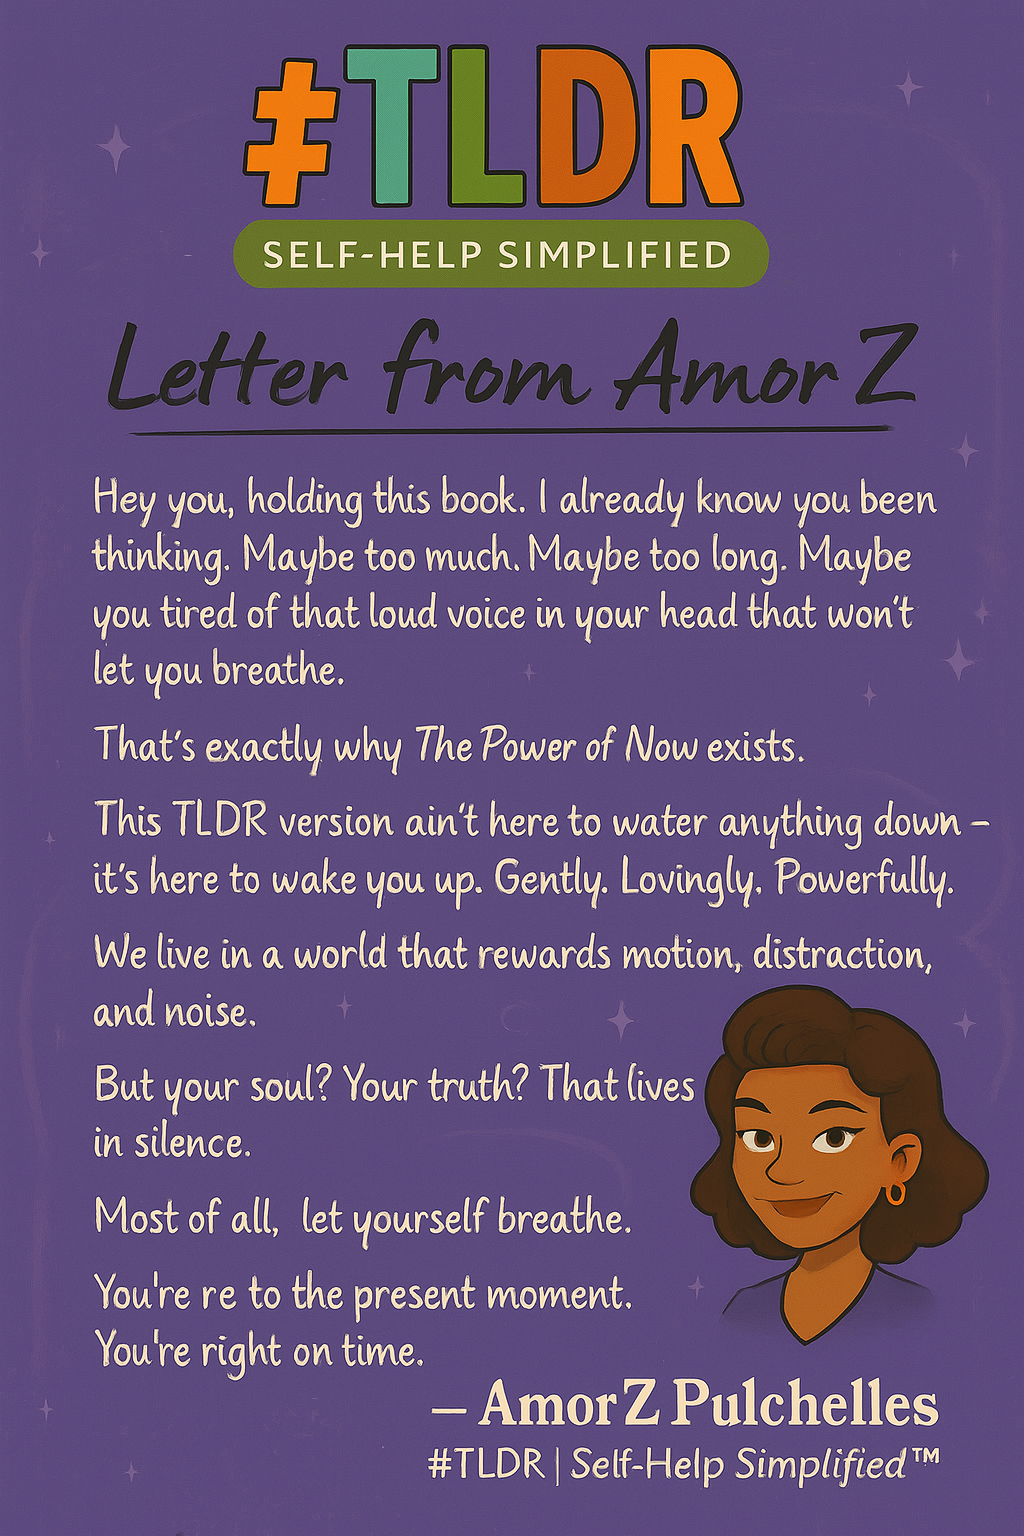 #TLDR
SELF-HELP SIMPLIFIED
Letter from Amor Z
Hey you, holding this book. I already know you been
thinking. Maybe too much. Maybe too long. Maybe
you tired of that loud voice in your head that won't
let you breathe.
That's exactly why The Power of Now exists.
This TLDR version ain't here to water anything down –
it's here to wake you up. Gently. Lovingly. Powerfully.
We live in a world that rewards motion, distraction,
and noise.
But your soul? Your truth? That lives
in silence.
Most of all, let yourself breathe.
You're re to the present moment.
You're right on time.
— AmorZ Pulchelles
#TLDR | Self-Help Simplified™